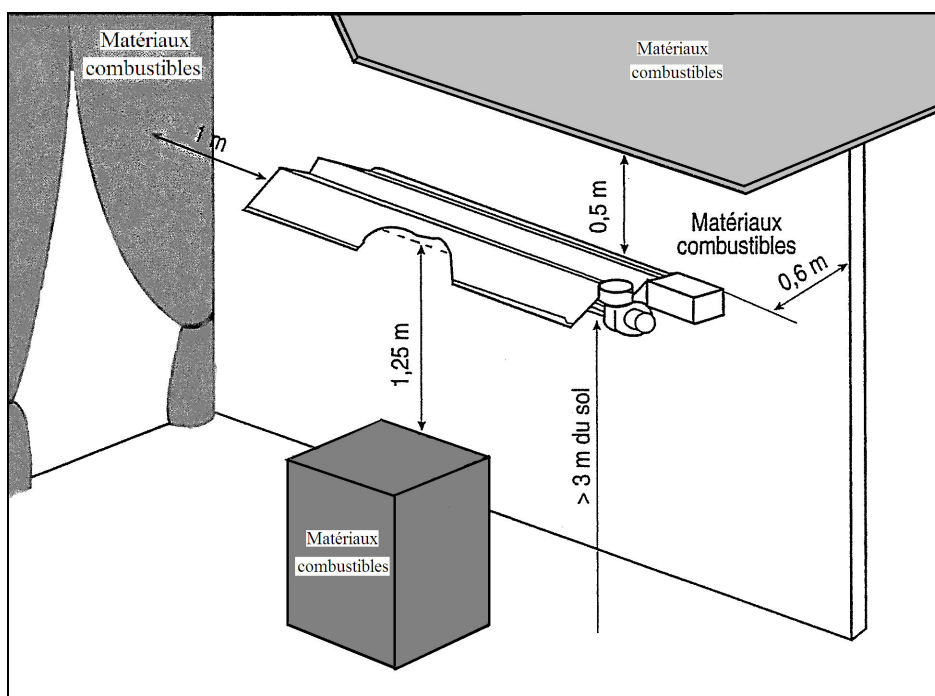 Matériaux
combustibles
Matériaux
combustibles
1 m
0,5 m
Matériaux
combustibles
0,6 m
1,25 m
> 3 m du sol
Matériaux
combustibles